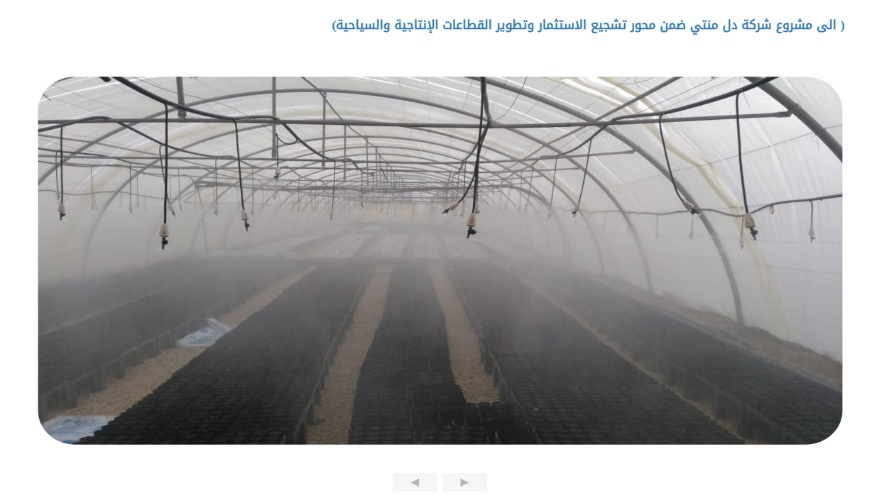 ( الى مشروع شركة دل منتي ضمن محور تشجيع الاستثمار وتطوير القطاعات الإنتاجية والسياحية)